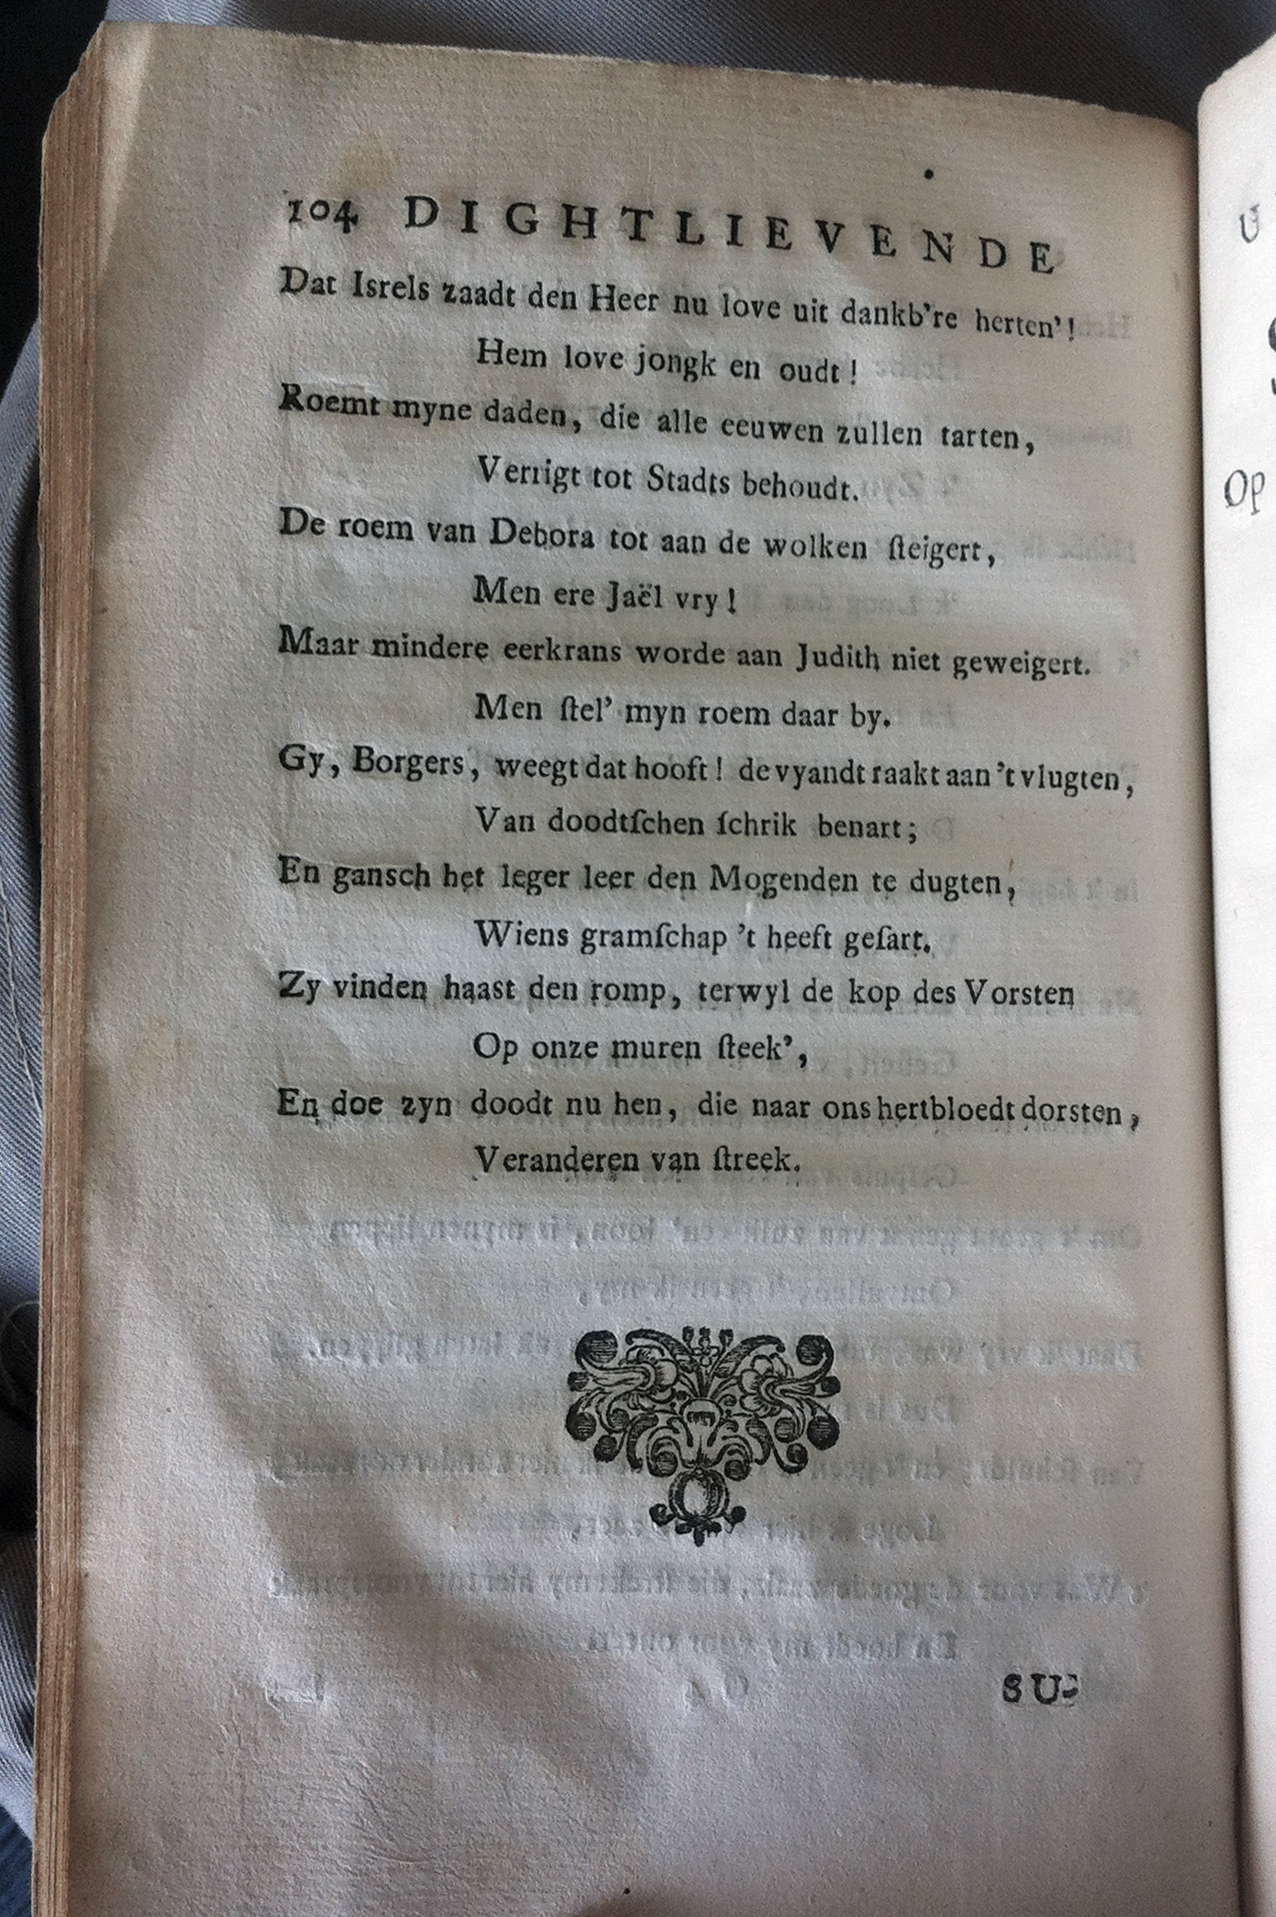 104 DIGHTLIEVENDE
Dat Isrels zaadt den Heer nu love uit dankb’re herten’!
Hem love jongk en oudt!
Roemt myne daden, die alle eeuwen zullen tarten,
Verrigt tot Stadts behoudt.
De roem van Debora tot aan de wolken ſteigert,
Men ere Jaël vry!
Maar mindere eerkrans worde aan Judith niet geweigert.
Men ſtel’ myn roem daar by.
Gy, Borgers, weegt dat hooft! de vyandt raakt aan ’t vlugten,
Van doodtſchen ſchrik benart;
En gansch het leger leer den Mogenden te dugten,
Wiens gramſchap ’t heeft geſart.
Zy vinden haast den romp, terwyl de kop des Vorsten
Op onze muren ſteek’,
En doe zyn doodt nu hen, die naar ons hertbloedt dorsten,
Veranderen van ſtreek.
SU-
Op